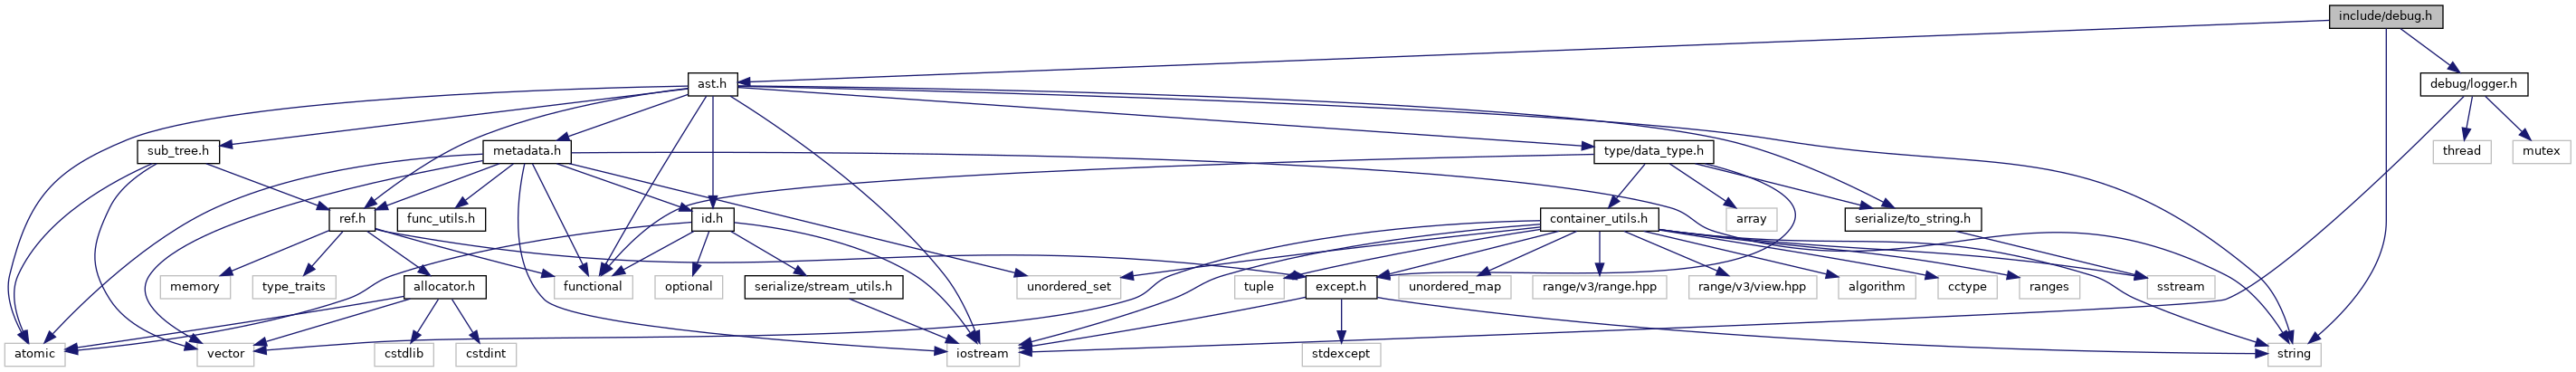 include/debug.h
ast.h
debug/logger.h
sub_tree.h
metadata.h
type/data_type.h
thread
mutex
ref.h
func_utils.h
id.h
container_utils.h
array
serialize/to_string.h
memory
type_traits
allocator.h
functional
optional
serialize/stream_utils.h
unordered_set
tuple
except.h
unordered_map
range/v3/range.hpp
range/v3/view.hpp
algorithm
cctype
ranges
sstream
atomic
vector
cstdlib
cstdint
iostream
stdexcept
string